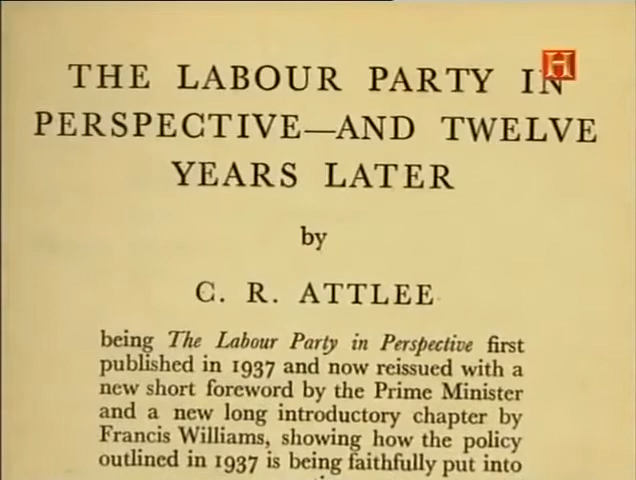 THE LABOUR PARTY IN
PERSPECTIVE—AND TWELVE
YEARS LATER
by
C. R. ATTLEE
being The Labour Party in Perspective first
published in 1937 and now reissued with a
new short foreword by the Prime Minister
and a new long introductory chapter by
Francis Williams, showing how the policy
outlined in 1937 is being faithfully put into
H